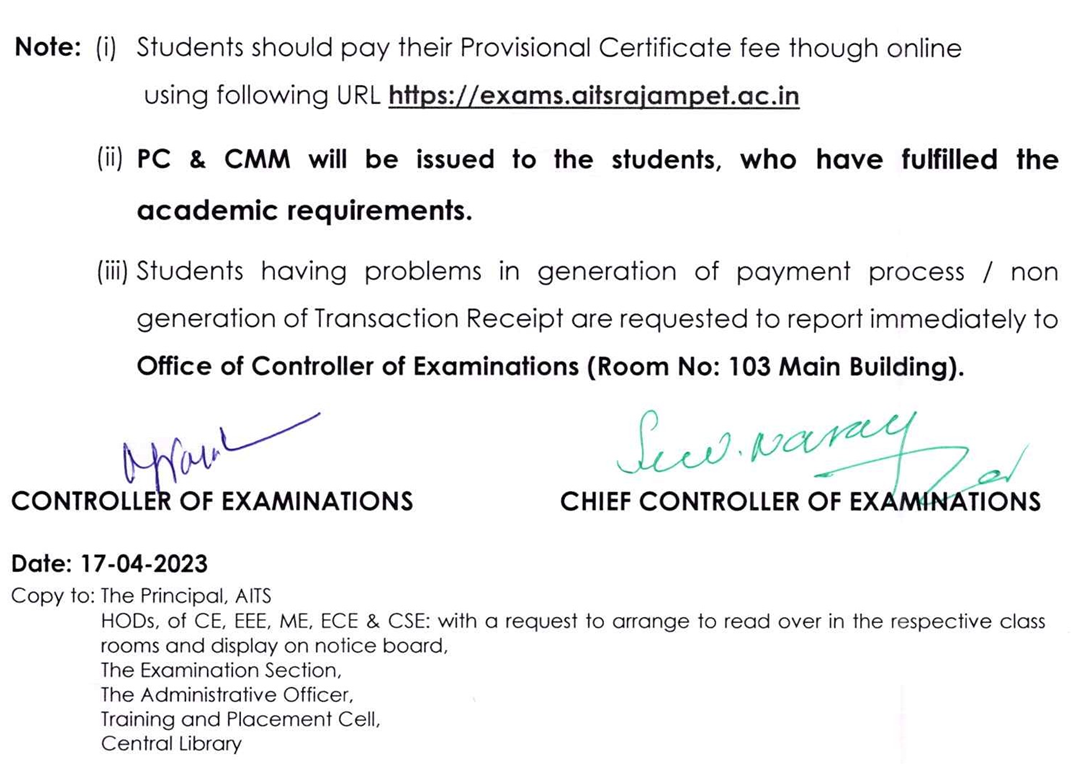 Note: (i) Students should pay their Provisional Certificate fee though online
using following URL https://exams.aitsrajampet.ac.in
(ii) PC & CMM will be issued to the students, who have fulfilled the
academic requirements.
(iii) Students having problems in generation of payment process / non
generation of Transaction Receipt are requested to report immediately to
Office of Controller of Examinations (Room No: 103 Main Building).
CONTROLLER OF EXAMINATIONS CHIEF CONTROLLER OF EXAMINATIONS
Date: 17-04-2023
Copy to: The Principal, AITS
HODs, of CE, EEE, ME, ECE & CSE: with a request to arrange to read over in the respective class
rooms and display on notice board,
The Examination Section,
The Administrative Officer,
Training and Placement Cell,
Central Library